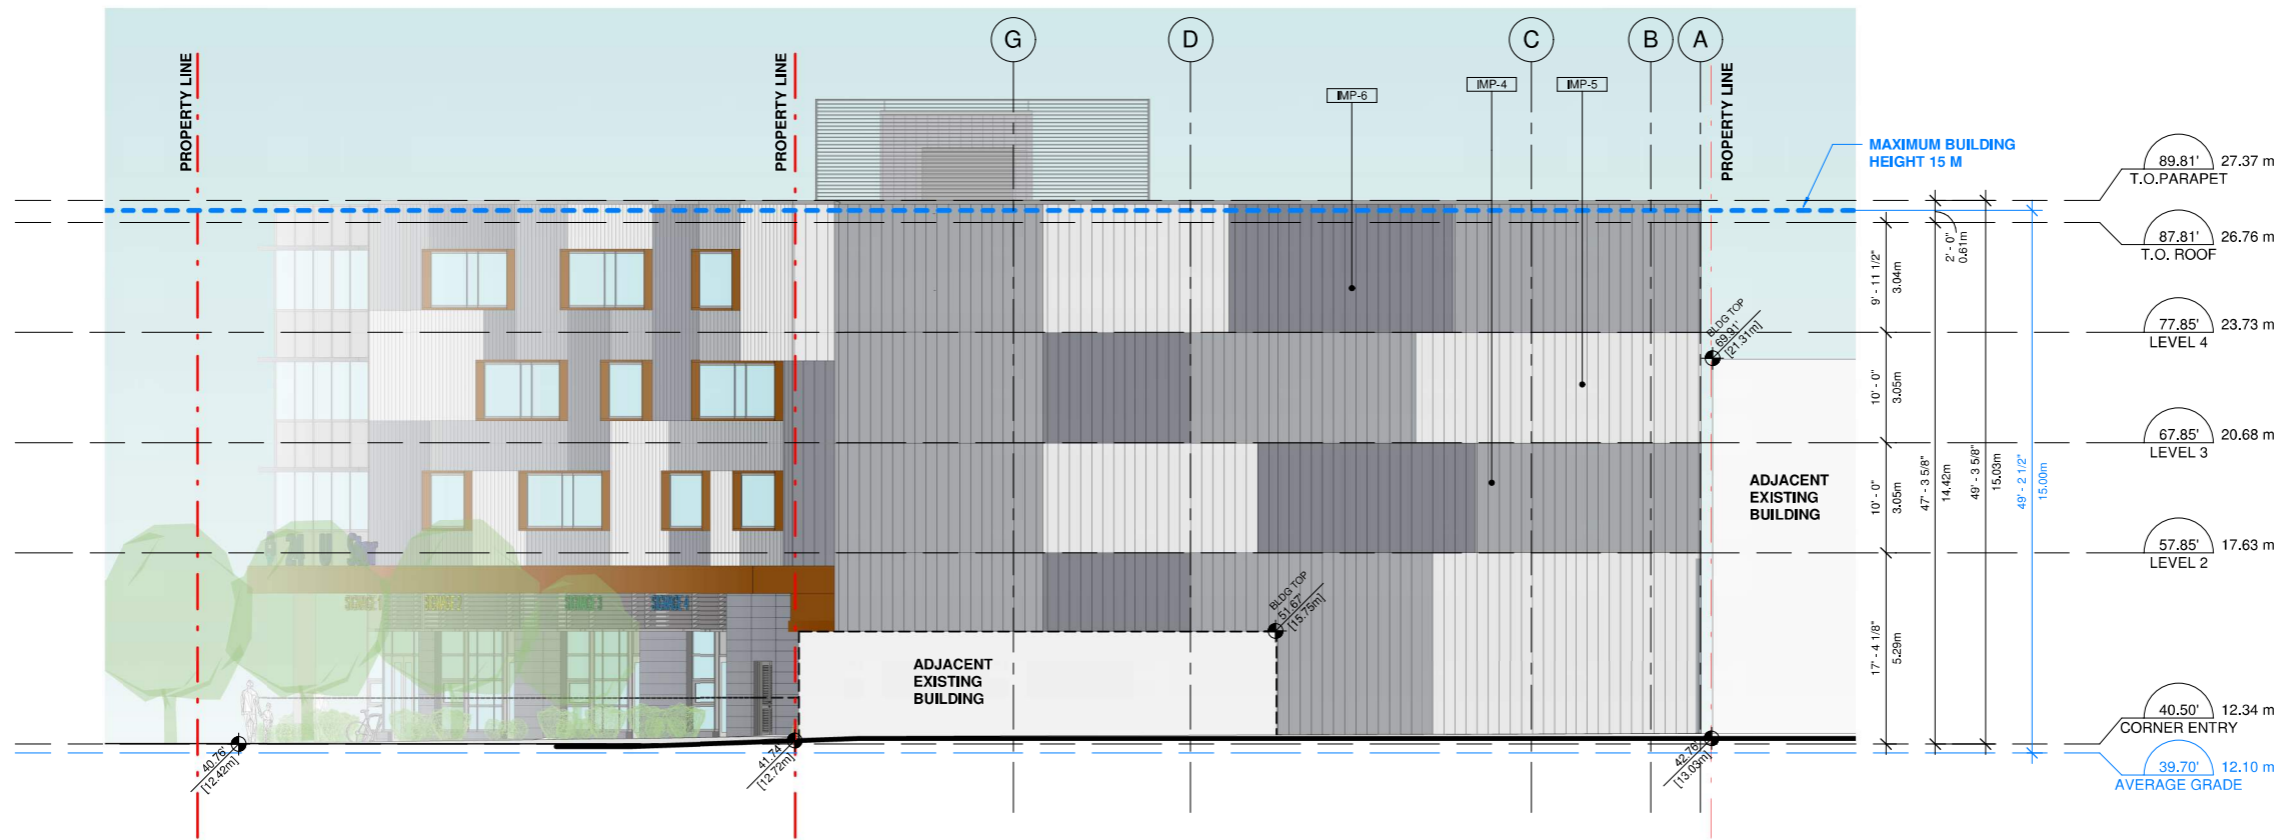 PROPERTY LINE
PROPERTY LINE
G
D
C
B
A
PROPERTY LINE
IMP-6
IMP-4
IMP-5
MAXIMUM BUILDING
HEIGHT 15 M
89.81' 27.37 m
T.O.PARAPET
87.81' 26.76 m
T.O. ROOF
77.85' 23.73 m
LEVEL 4
67.85' 20.68 m
LEVEL 3
57.85' 17.63 m
LEVEL 2
40.50' 12.34 m
CORNER ENTRY
39.70' 12.10 m
AVERAGE GRADE
9' - 11 1/2"
3.04m
10' - 0"
3.05m
10' - 0"
3.05m
17' - 4 1/8"
5.29m
2' - 0"
0.61m
47' - 3 5/8"
14.42m
49' - 3 5/8"
15.03m
49' - 2 1/2"
15.00m
BLDG TOP
69.91'
[21.31m]
ADJACENT
EXISTING
BUILDING
BLDG TOP
51.67'
[15.75m]
ADJACENT
EXISTING
BUILDING
40.76'
[12.42m]
41.74'
[12.72m]
42.76'
[13.03m]